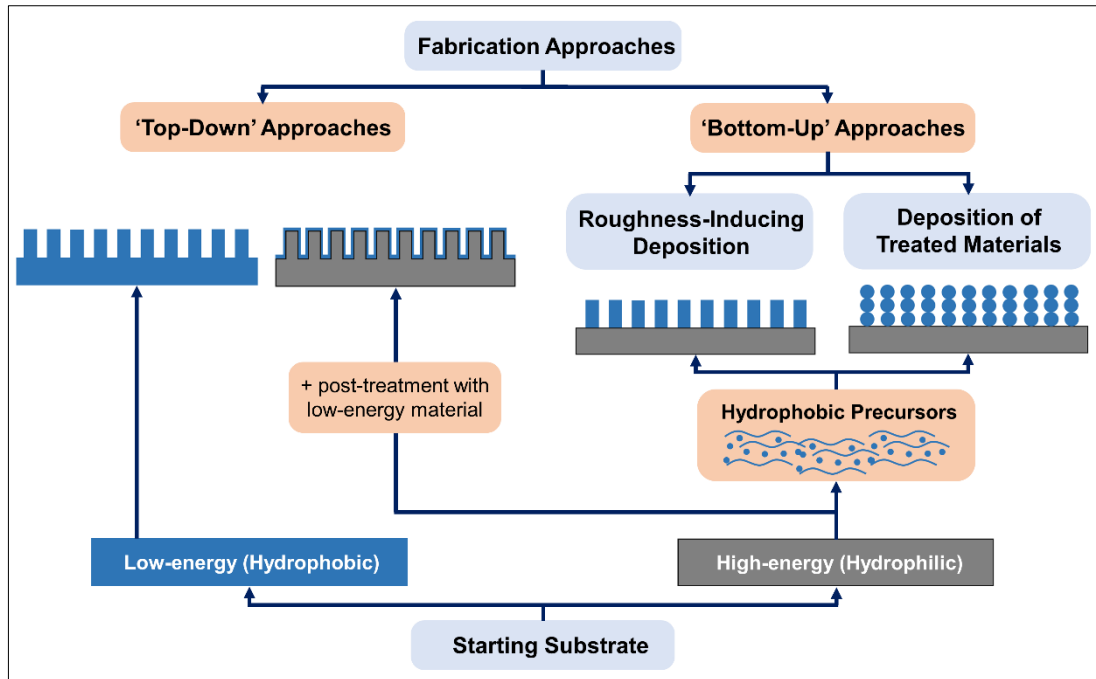 Fabrication Approaches
‘Top-Down’ Approaches
‘Bottom-Up’ Approaches
Roughness-Inducing
Deposition
Deposition of
Treated Materials
+ post-treatment with
low-energy material
Hydrophobic Precursors
Low-energy (Hydrophobic)
High-energy (Hydrophilic)
Starting Substrate